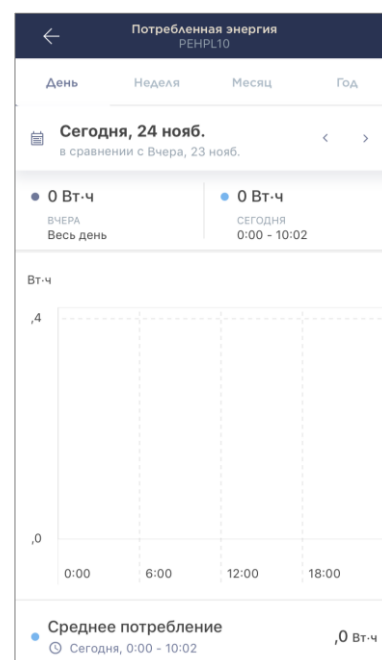 Потребленная энергия
PEHPL10
День Неделя Месяц Год
Сегодня, 24 нояб.
в сравнении с Вчера, 23 нояб.
0 Вт·ч 0 Вт·ч
ВЧЕРА СЕГОДНЯ
Весь день 0:00 - 10:02
Вт·ч
,4
,0
0:00 6:00 12:00 18:00
Среднее потребление
,0 Вт·ч
Сегодня, 0:00 - 10:02